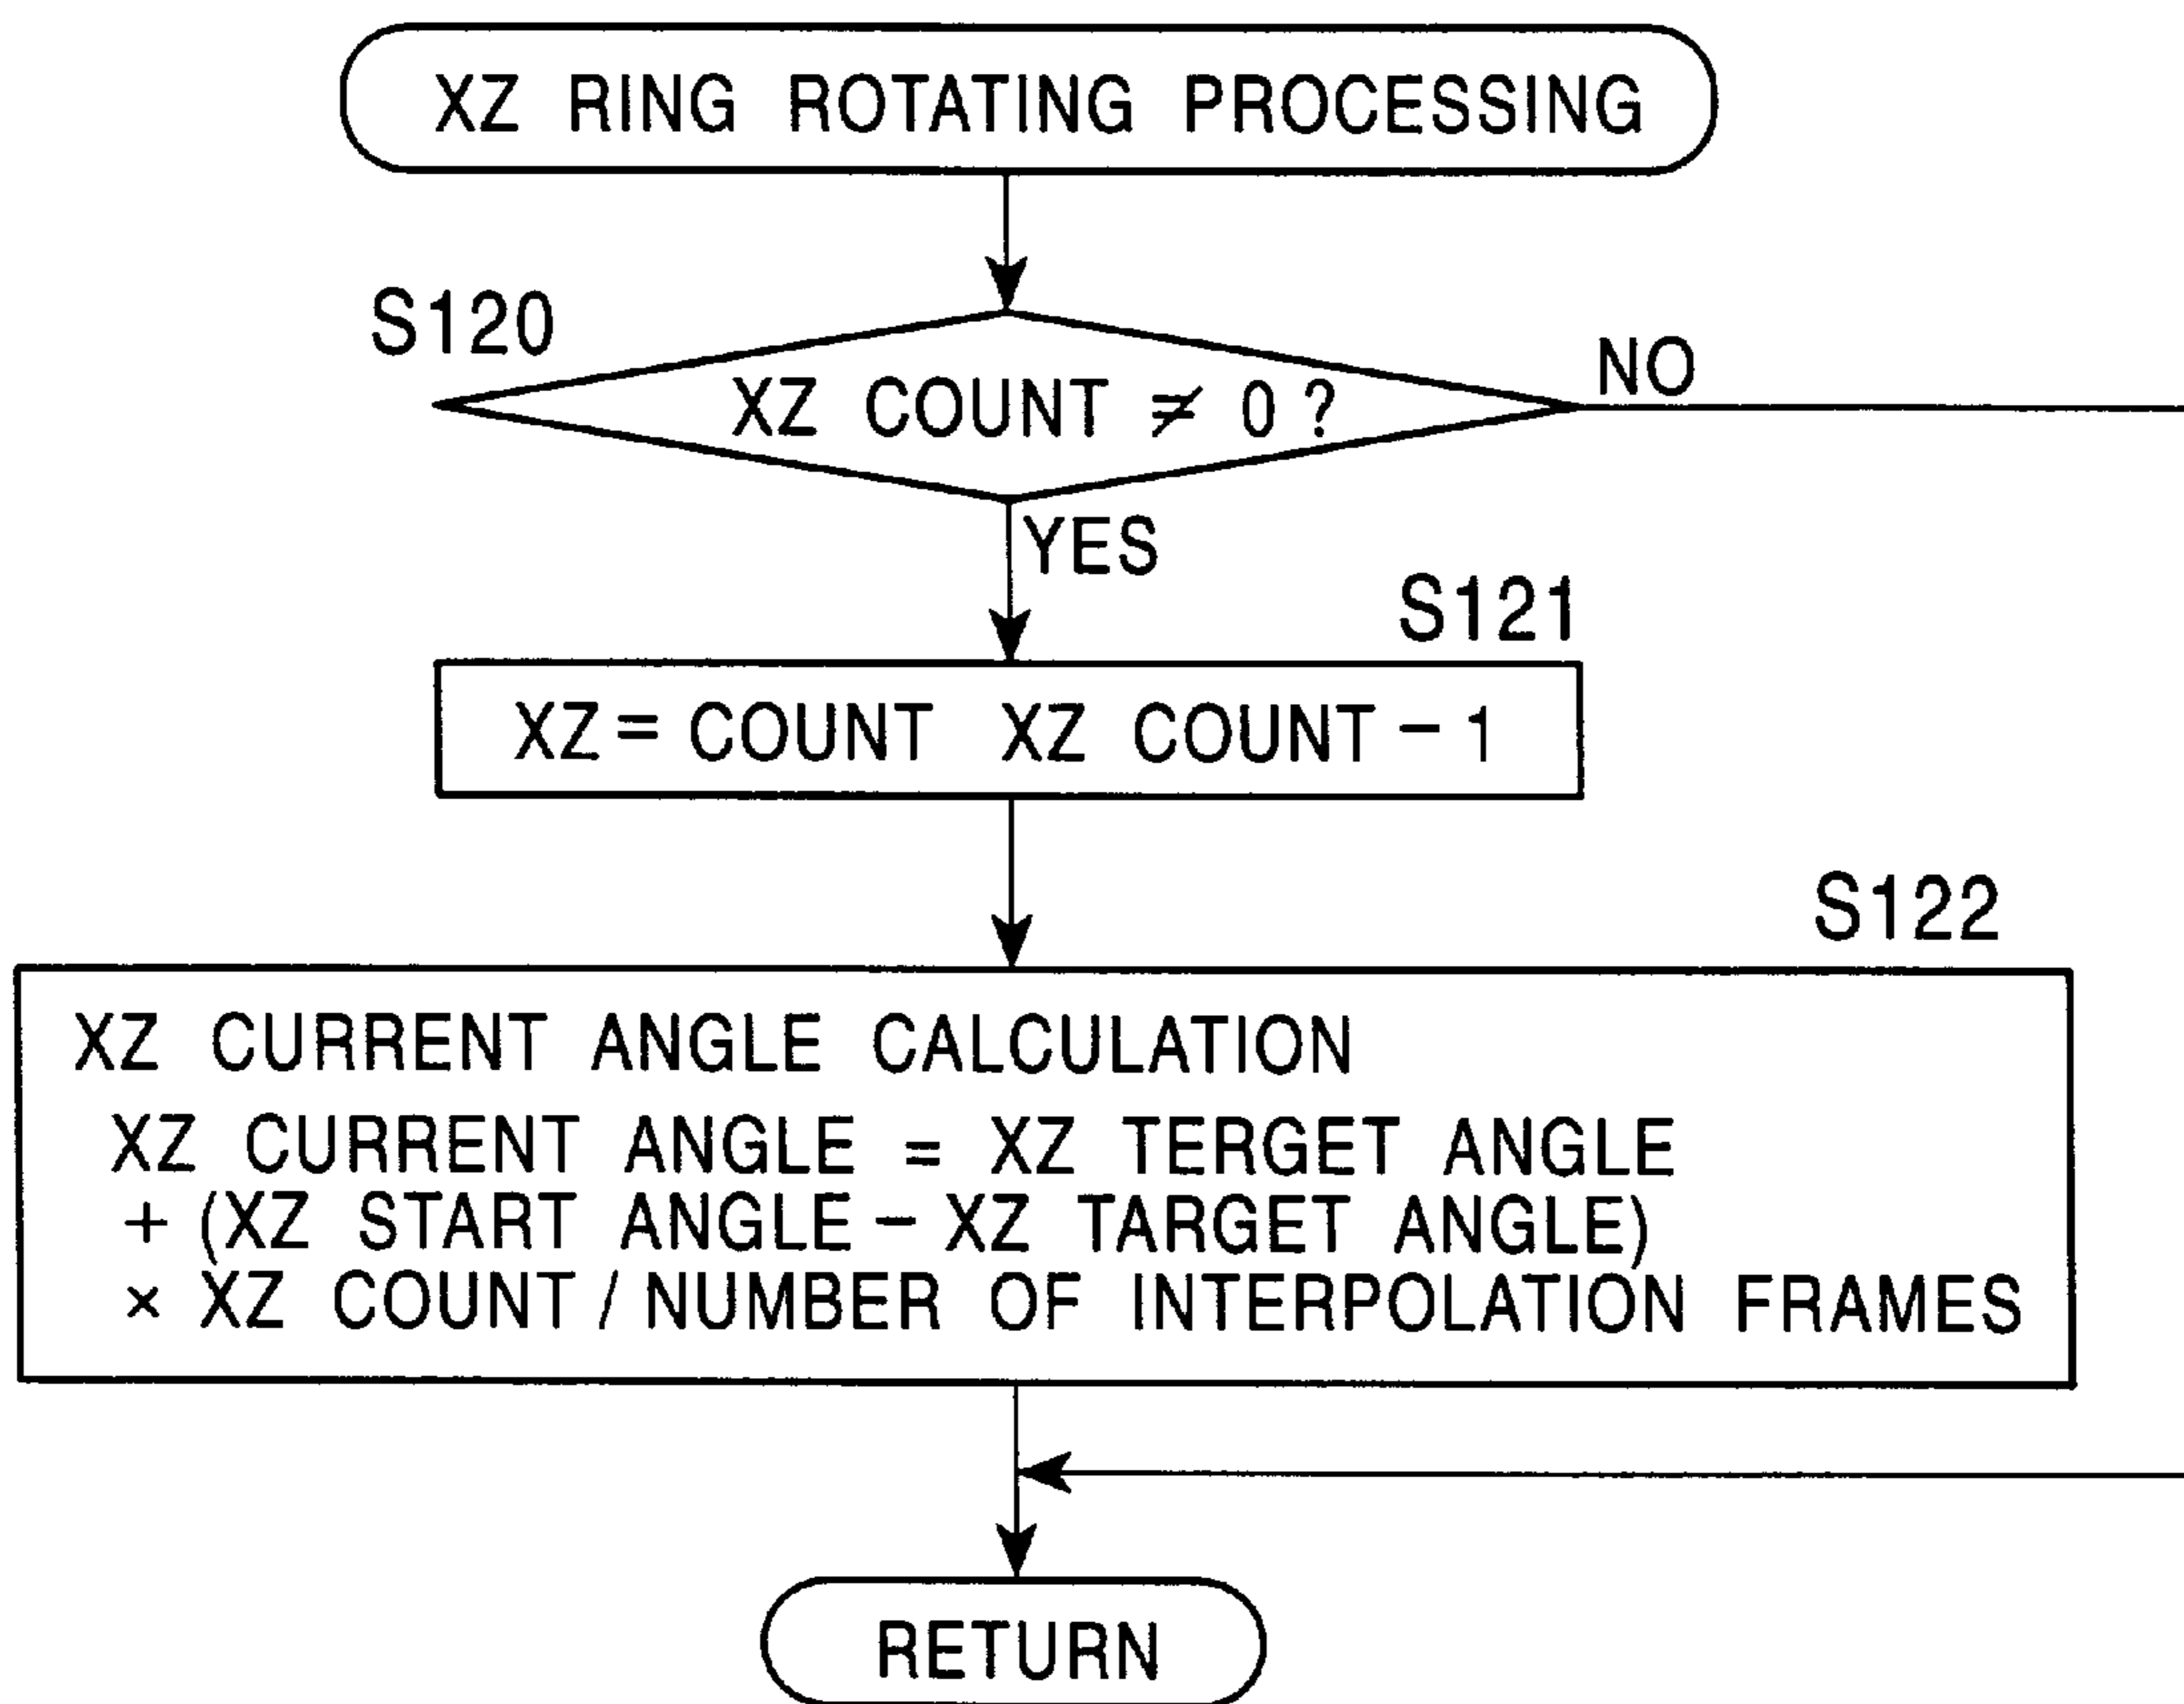 XZ RING ROTATING PROCESSING
S120
XZ COUNT ≠ 0 ?
NO
YES
S121
XZ = COUNT XZ COUNT - 1
S122
XZ CURRENT ANGLE CALCULATION
XZ CURRENT ANGLE = XZ TERGET ANGLE
+ (XZ START ANGLE - XZ TARGET ANGLE)
× XZ COUNT / NUMBER OF INTERPOLATION FRAMES
RETURN